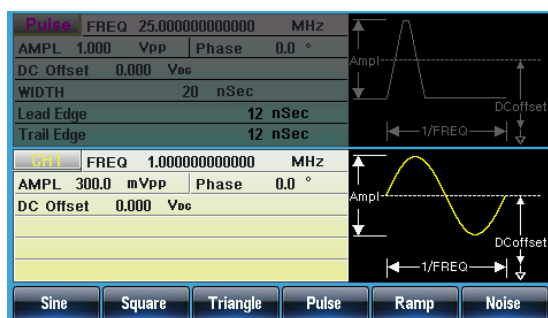 Pulse FREQ 25.000000000000 MHz
AMPL 1.000 Vpp Phase 0.0 °
DC Offset 0.000 VDC
WIDTH 20 nSec
Lead Edge 12 nSec
Trail Edge 12 nSec
Ampl
DCoffset
1/FREQ
CH1 FREQ 1.0000000000000 MHz
AMPL 300.0 mVpp Phase 0.0 °
DC Offset 0.000 VDC
Ampl
DCoffset
1/FREQ
Sine Square Triangle Pulse Ramp Noise